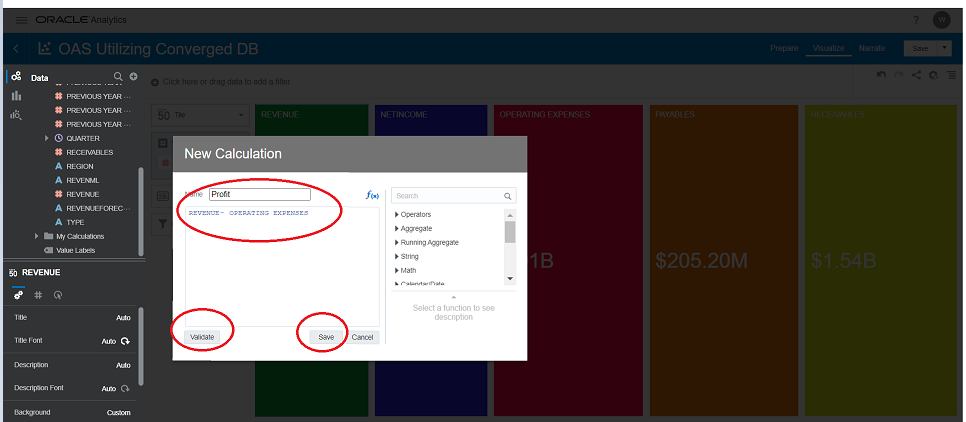 ORACLE Analytics
?
W
OAS Utilizing Converged DB
Prepare
Visualize
Narrate
Save
Data
Click here or drag data to add a filter
PREVIOUS YEAR ...
PREVIOUS YEAR ...
PREVIOUS YEAR ...
PREVIOUS YEAR ...
QUARTER
RECEIVABLES
REGION
REVENML
REVENUE
REVENUEFOREC...
TYPE
My Calculations
Value Labels
50 REVENUE
Title Auto
Title Font Auto
Description Auto
Description Font Auto
Background Custom
50 Tile
REVENUE
NETINCOME
OPERATING EXPENSES
PAYABLES
RECEIVABLES
1B
$205.20M
$1.54B
New Calculation
Name Profit
f(x)
REVENUE- OPERATING EXPENSES
Search
Operators
Aggregate
Running Aggregate
String
Math
Calendar/Date
Select a function to see
description
Validate
Save
Cancel